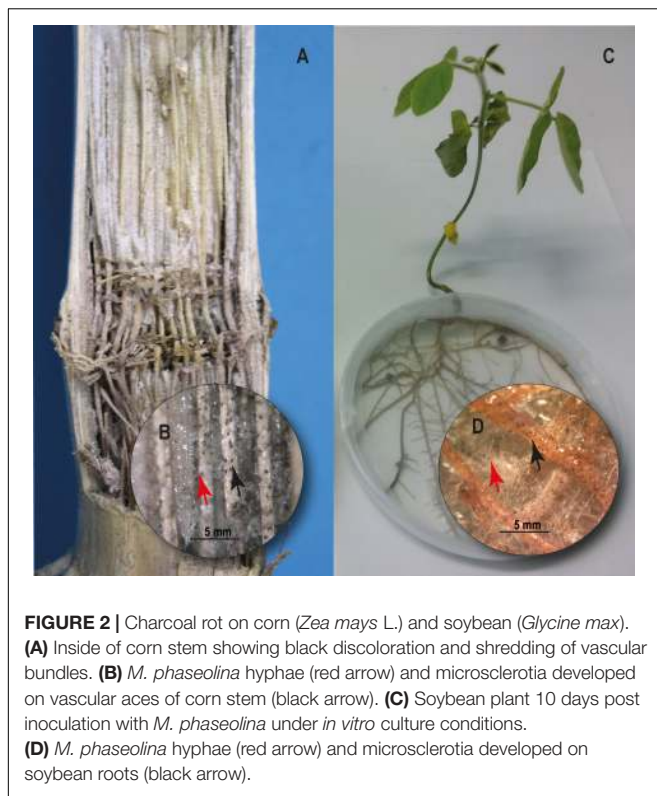 A
C
B
5 mm
D
5 mm
FIGURE 2 | Charcoal rot on corn (Zea mays L.) and soybean (Glycine max).
(A) Inside of corn stem showing black discoloration and shredding of vascular
bundles. (B) M. phaseolina hyphae (red arrow) and microsclerotia developed
on vascular aces of corn stem (black arrow). (C) Soybean plant 10 days post
inoculation with M. phaseolina under in vitro culture conditions.
(D) M. phaseolina hyphae (red arrow) and microsclerotia developed on
soybean roots (black arrow).